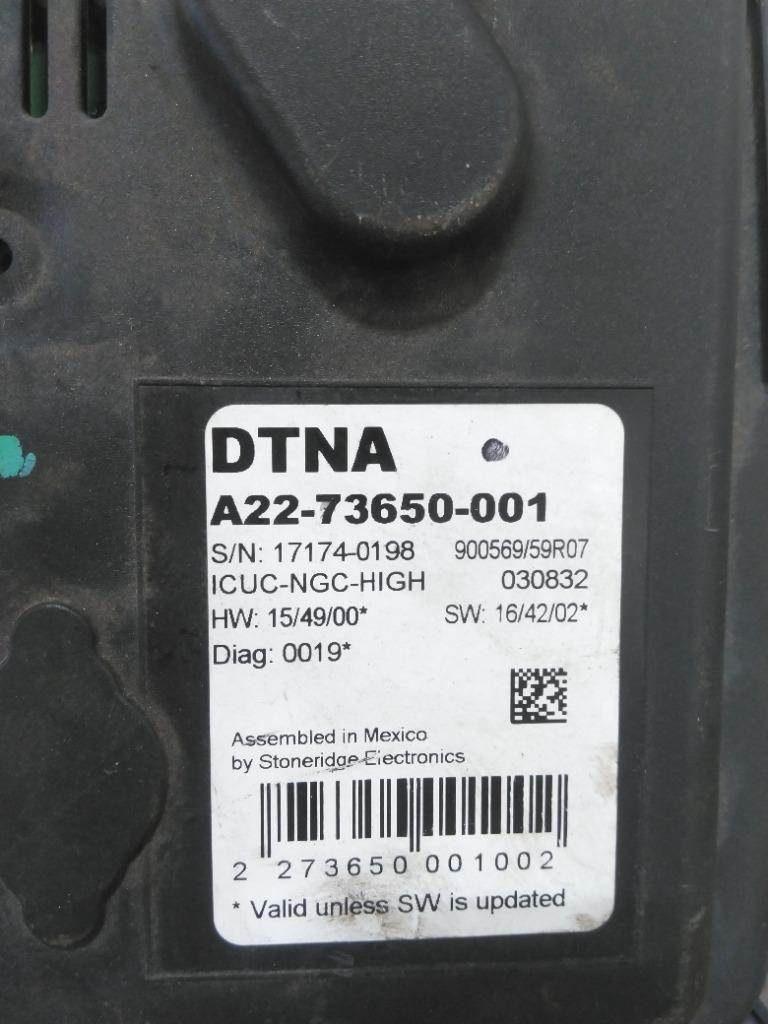 DTNA
A22-73650-001
S/N: 17174-0198 900569/59R07
ICUC-NGC-HIGH 030832
HW: 15/49/00* SW: 16/42/02*
Diag: 0019*
Assembled in Mexico
by Stoneridge Electronics
2 273650 001002
* Valid unless SW is updated